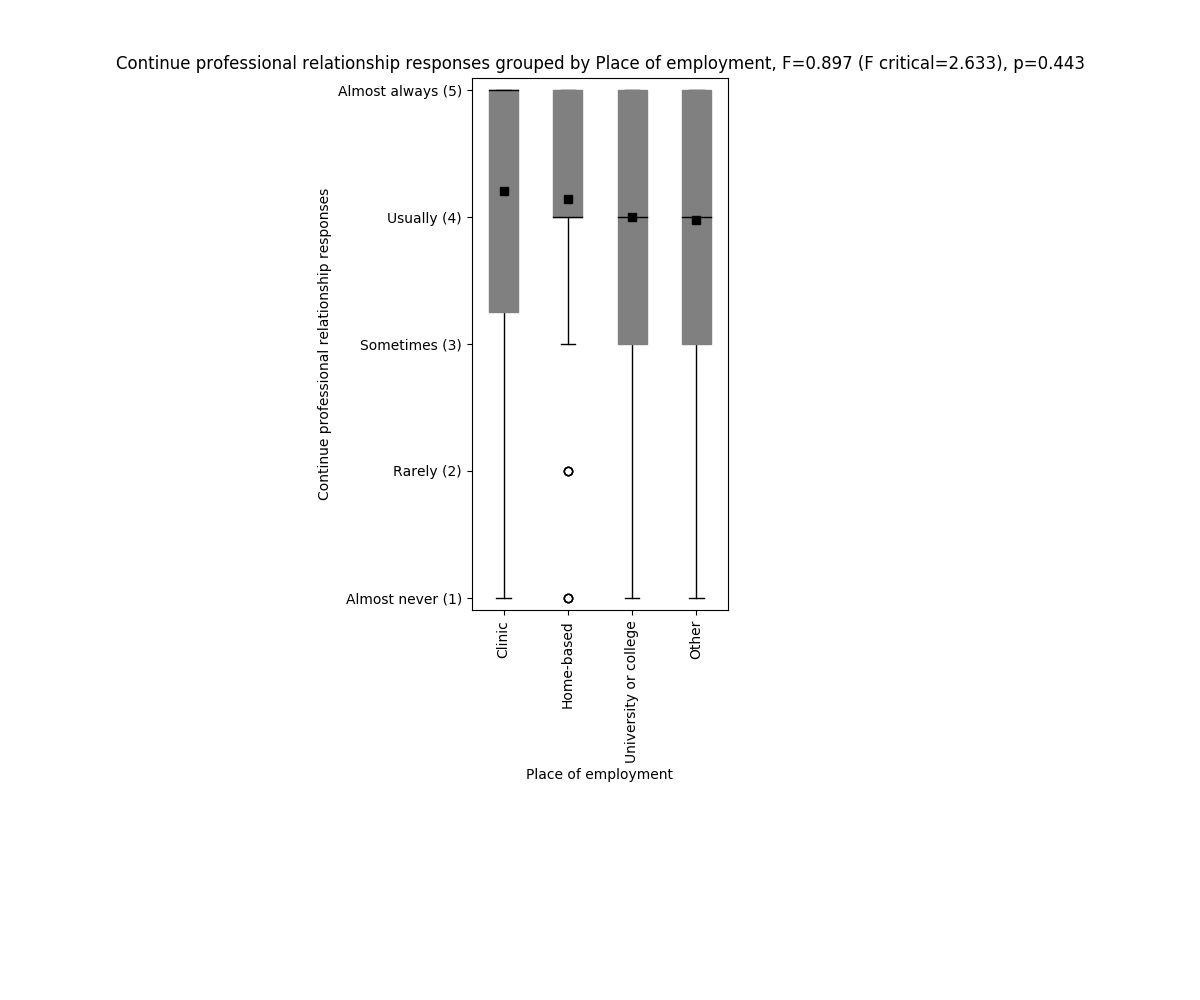 Continue professional relationship responses grouped by Place of employment, F=0.897 (F critical=2.633), p=0.443
Almost always (5)
Usually (4)
Sometimes (3)
Rarely (2)
Almost never (1)
Continue professional relationship responses
Clinic
Home-based
University or college
Other
Place of employment